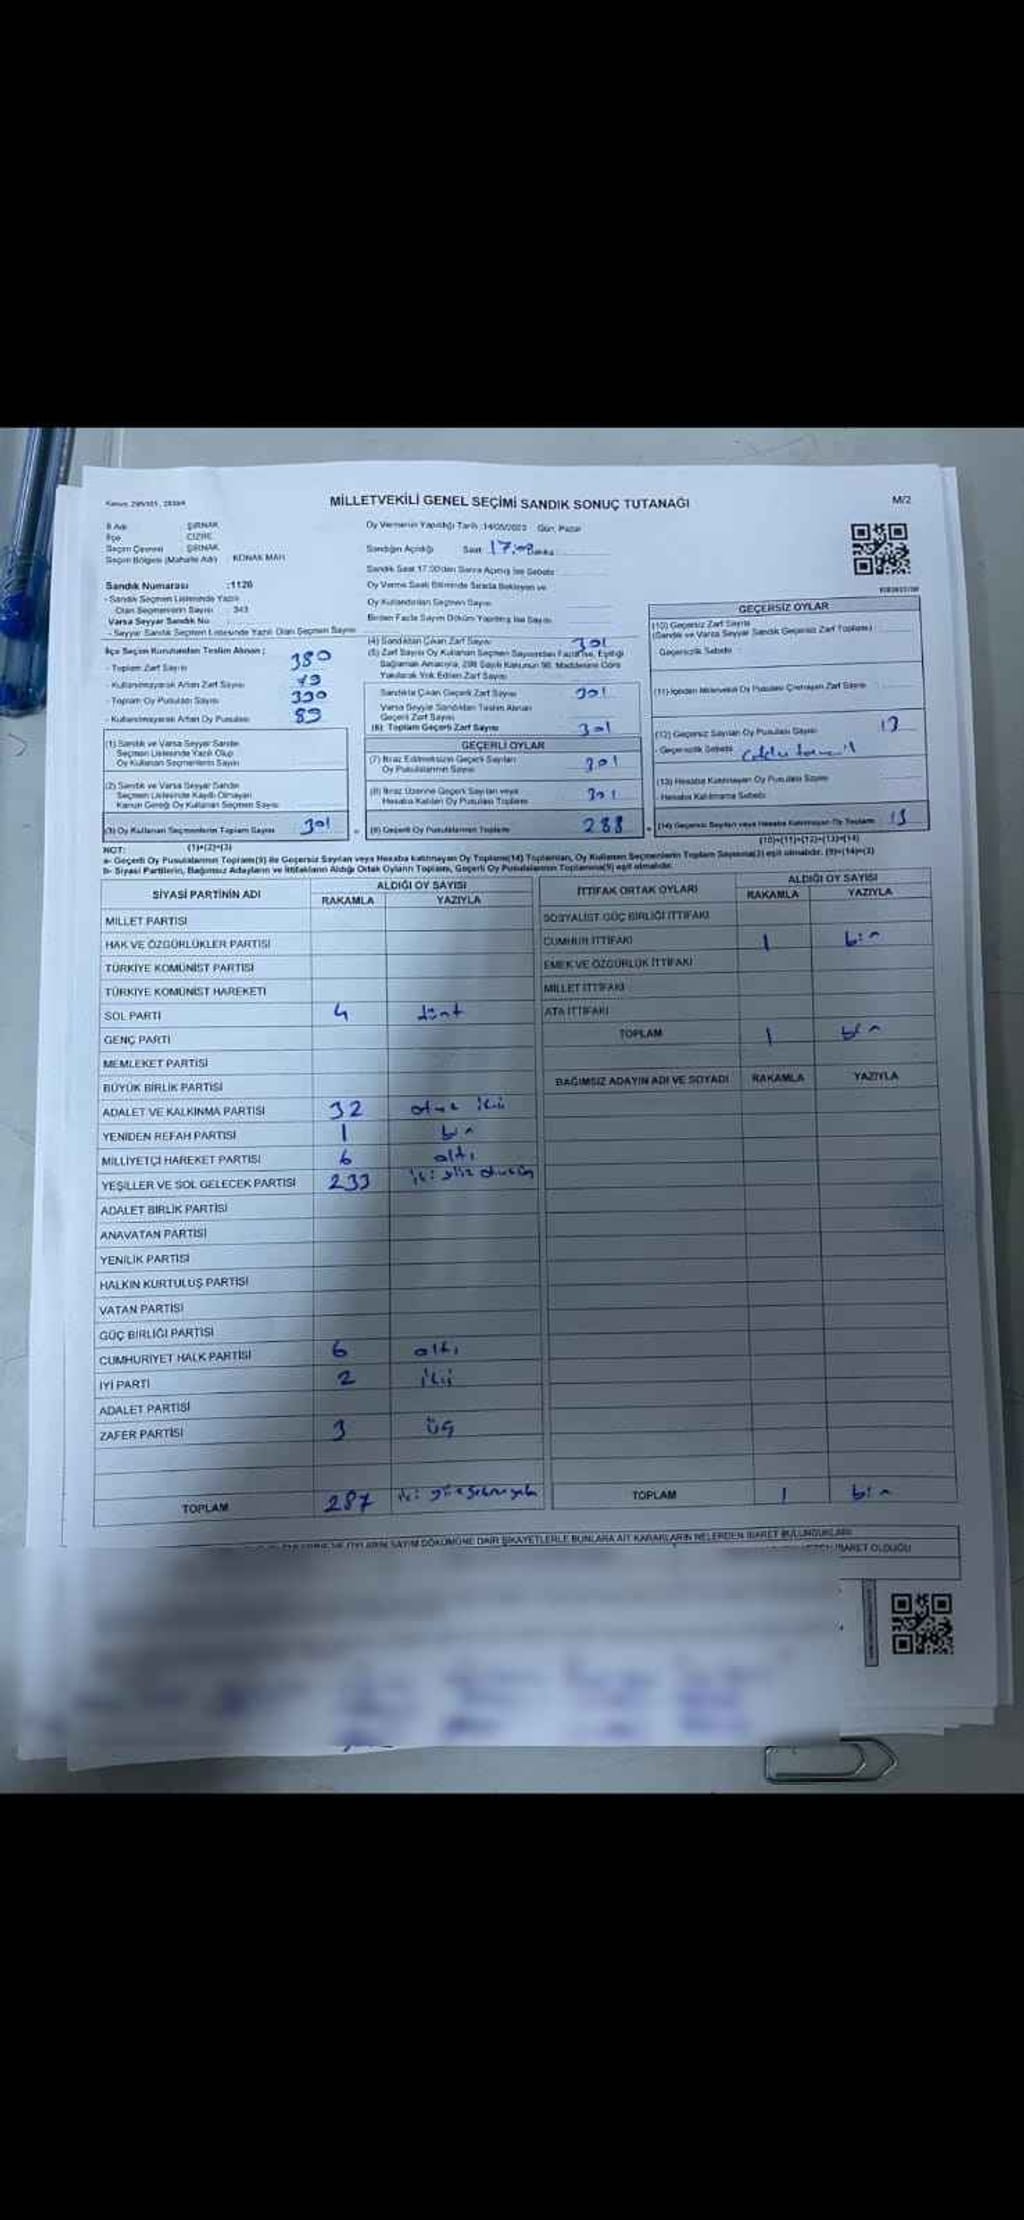 Kanun: 298/105, 2839/4
MİLLETVEKİLİ GENEL SEÇİMİ SANDIK SONUÇ TUTANAĞI
M/2
İl Adı : ŞIRNAK
İlçe : CİZRE
Seçim Çevresi : ŞIRNAK
Seçim Bölgesi (Mahalle Adı) : KONAK MAH.
Oy Vermenin Yapıldığı Tarih :14/05/2023 Gün: Pazar
Sandığın Açıldığı Saat
Sandık Saat 17:00'den Sonra Açılmış İse Sebebi
Oy Verme Saati Bitiminde Sırada Bekleyen ve
Oy Kullandırılan Seçmen Sayısı
Birden Fazla Sayım Döküm Yapılmış İse Sayısı
Sandık Numarası :1126
- Sandık Seçmen Listesinde Yazılı
Olan Seçmenlerin Sayısı : 343
Varsa Seyyar Sandık No
- Seyyar Sandık Seçmen Listesinde Yazılı Olan Seçmen Sayısı
İlçe Seçim Kurulundan Teslim Alınan ;
- Toplam Zarf Sayısı 380
- Kullanılmayarak Artan Zarf Sayısı 79
- Toplam Oy Pusulası Sayısı 390
- Kullanılmayarak Artan Oy Pusulası 89
(1) Sandık ve Varsa Seyyar Sandık
Seçmen Listesinde Yazılı Olup
Oy Kullanan Seçmenlerin Sayısı
(2) Sandık ve Varsa Seyyar Sandık
Seçmen Listesinde Kayıtlı Olmayan
Kanun Gereği Oy Kullanan Seçmen Sayısı
(3) Oy Kullanan Seçmenlerin Toplam Sayısı 301
(1)+(2)=(3)
(4) Sandıktan Çıkan Zarf Sayısı 301
(5) Zarf Sayısı Oy Kullanan Seçmen Sayısından Fazla ise, Eşitliği
Sağlamak Amacıyla, 298 Sayılı Kanunun 98. Maddesine Göre
Yakılarak Yok Edilen Zarf Sayısı
Sandıkta Çıkan Geçerli Zarf Sayısı 301
Varsa Seyyar Sandıktan Teslim Alınan
Geçerli Zarf Sayısı
(6) Toplam Geçerli Zarf Sayısı 301
GEÇERLİ OYLAR
(7) İtiraz Edilmeksizin Geçerli Sayılan
Oy Pusulalarının Sayısı 301
(8) İtiraz Üzerine Geçerli Sayılan veya
Hesaba Katılan Oy Pusulası Toplamı 301
(9) Geçerli Oy Pusulalarının Toplamı 288
GEÇERSİZ OYLAR
(10) Geçersiz Zarf Sayısı
(Sandık ve Varsa Seyyar Sandık Geçersiz Zarf Toplamı)
Geçersizlik Sebebi
(11) İçinden Milletvekili Oy Pusulası Çıkmayan Zarf Sayısı
(12) Geçersiz Sayılan Oy Pusulası Sayısı 13
- Geçersizlik Sebebi
(13) Hesaba Katılmayan Oy Pusulası Sayısı
- Hesaba Katılmama Sebebi
(14) Geçersiz Sayılan veya Hesaba Katılmayan Oy Toplamı 13
(10)+(11)+(12)+(13)=(14)
NOT:
a- Geçerli Oy Pusulalarının Toplamı(9) ile Geçersiz Sayılan veya Hesaba katılmayan Oy Toplamı(14) Toplamları, Oy Kullanan Seçmenlerin Toplam Sayısına(3) eşit olmalıdır. (9)+(14)=(3)
b- Siyasi Partilerin, Bağımsız Adayların ve İttifakların Aldığı Ortak Oyların Toplamı, Geçerli Oy Pusulalarının Toplamına(9) eşit olmalıdır.
SİYASİ PARTİNİN ADI
ALDIĞI OY SAYISI
RAKAMLA YAZIYLA
MİLLET PARTİSİ
HAK VE ÖZGÜRLÜKLER PARTİSİ
TÜRKİYE KOMÜNİST PARTİSİ
TÜRKİYE KOMÜNİST HAREKETİ
SOL PARTİ 4 dört
GENÇ PARTİ
MEMLEKET PARTİSİ
BÜYÜK BİRLİK PARTİSİ
ADALET VE KALKINMA PARTİSİ 32 otuz iki
YENİDEN REFAH PARTİSİ 1 bir
MİLLİYETÇİ HAREKET PARTİSİ 6 altı
YEŞİLLER VE SOL GELECEK PARTİSİ 233 iki yüz otuz üç
ADALET BİRLİK PARTİSİ
ANAVATAN PARTİSİ
YENİLİK PARTİSİ
HALKIN KURTULUŞ PARTİSİ
VATAN PARTİSİ
GÜÇ BİRLİĞİ PARTİSİ
CUMHURİYET HALK PARTİSİ 6 altı
İYİ PARTİ 2 iki
ADALET PARTİSİ
ZAFER PARTİSİ 3 üç
TOPLAM 287 iki yüz seksen yedi
İTTİFAK ORTAK OYLARI
ALDIĞI OY SAYISI
RAKAMLA YAZIYLA
SOSYALİST GÜÇ BİRLİĞİ İTTİFAKI
CUMHUR İTTİFAKI 1 bir
EMEK VE ÖZGÜRLÜK İTTİFAKI
MİLLET İTTİFAKI
ATA İTTİFAKI
TOPLAM 1 bir
BAĞIMSIZ ADAYIN ADI VE SOYADI RAKAMLA YAZIYLA
TOPLAM 1 bir
OYLARIN SAYIM DÖKÜMÜNE DAİR ŞİKAYETLERLE BUNLARA AİT KARARLARIN NELERDEN İBARET BULUNDUKLARI
İBARET OLDUĞU